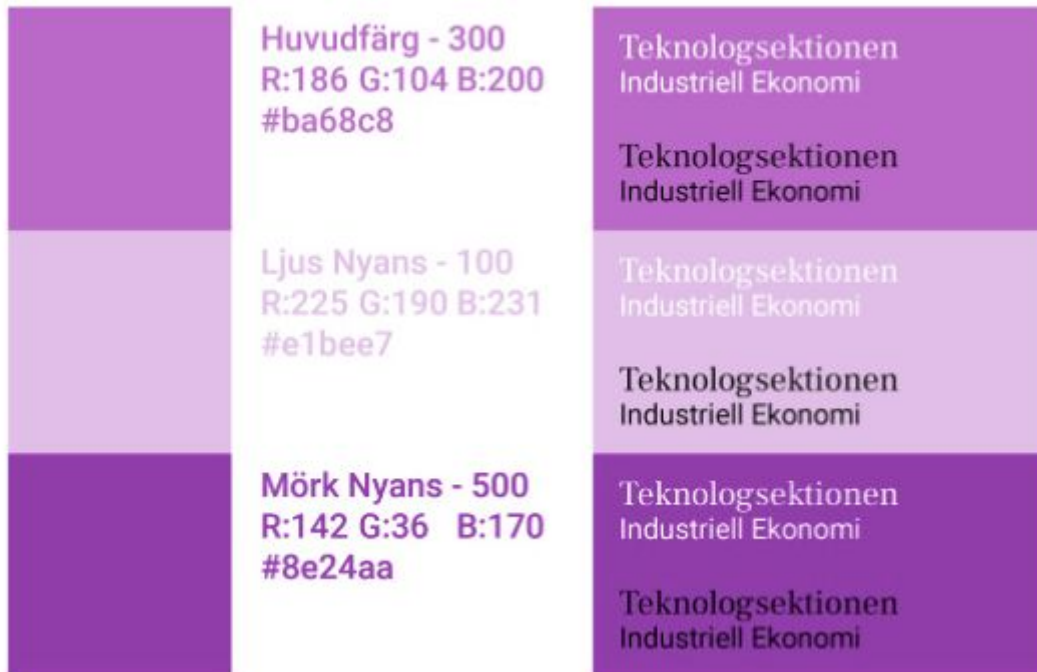 Huvudfärg - 300
R:186 G:104 B:200
#ba68c8
Teknologsektionen
Industriell Ekonomi
Teknologsektionen
Industriell Ekonomi
Ljus Nyans - 100
R:225 G:190 B:231
#e1bee7
Teknologsektionen
Industriell Ekonomi
Teknologsektionen
Industriell Ekonomi
Mörk Nyans - 500
R:142 G:36 B:170
#8e24aa
Teknologsektionen
Industriell Ekonomi
Teknologsektionen
Industriell Ekonomi